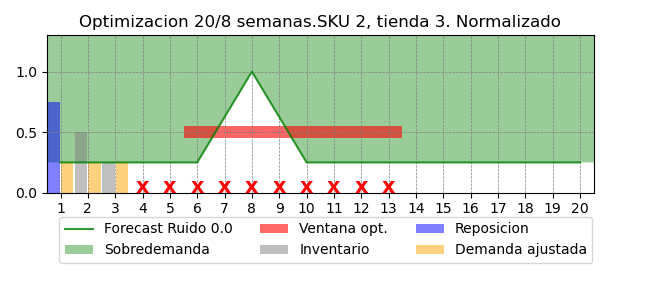 Optimizacion 20/8 semanas.SKU 2, tienda 3. Normalizado
1.0
0.5
0.0
X X X X X X X X X X
1 2 3 4 5 6 7 8 9 10 11 12 13 14 15 16 17 18 19 20
Forecast Ruido 0.0 Ventana opt. Reposicion
Sobredemanda Inventario Demanda ajustada